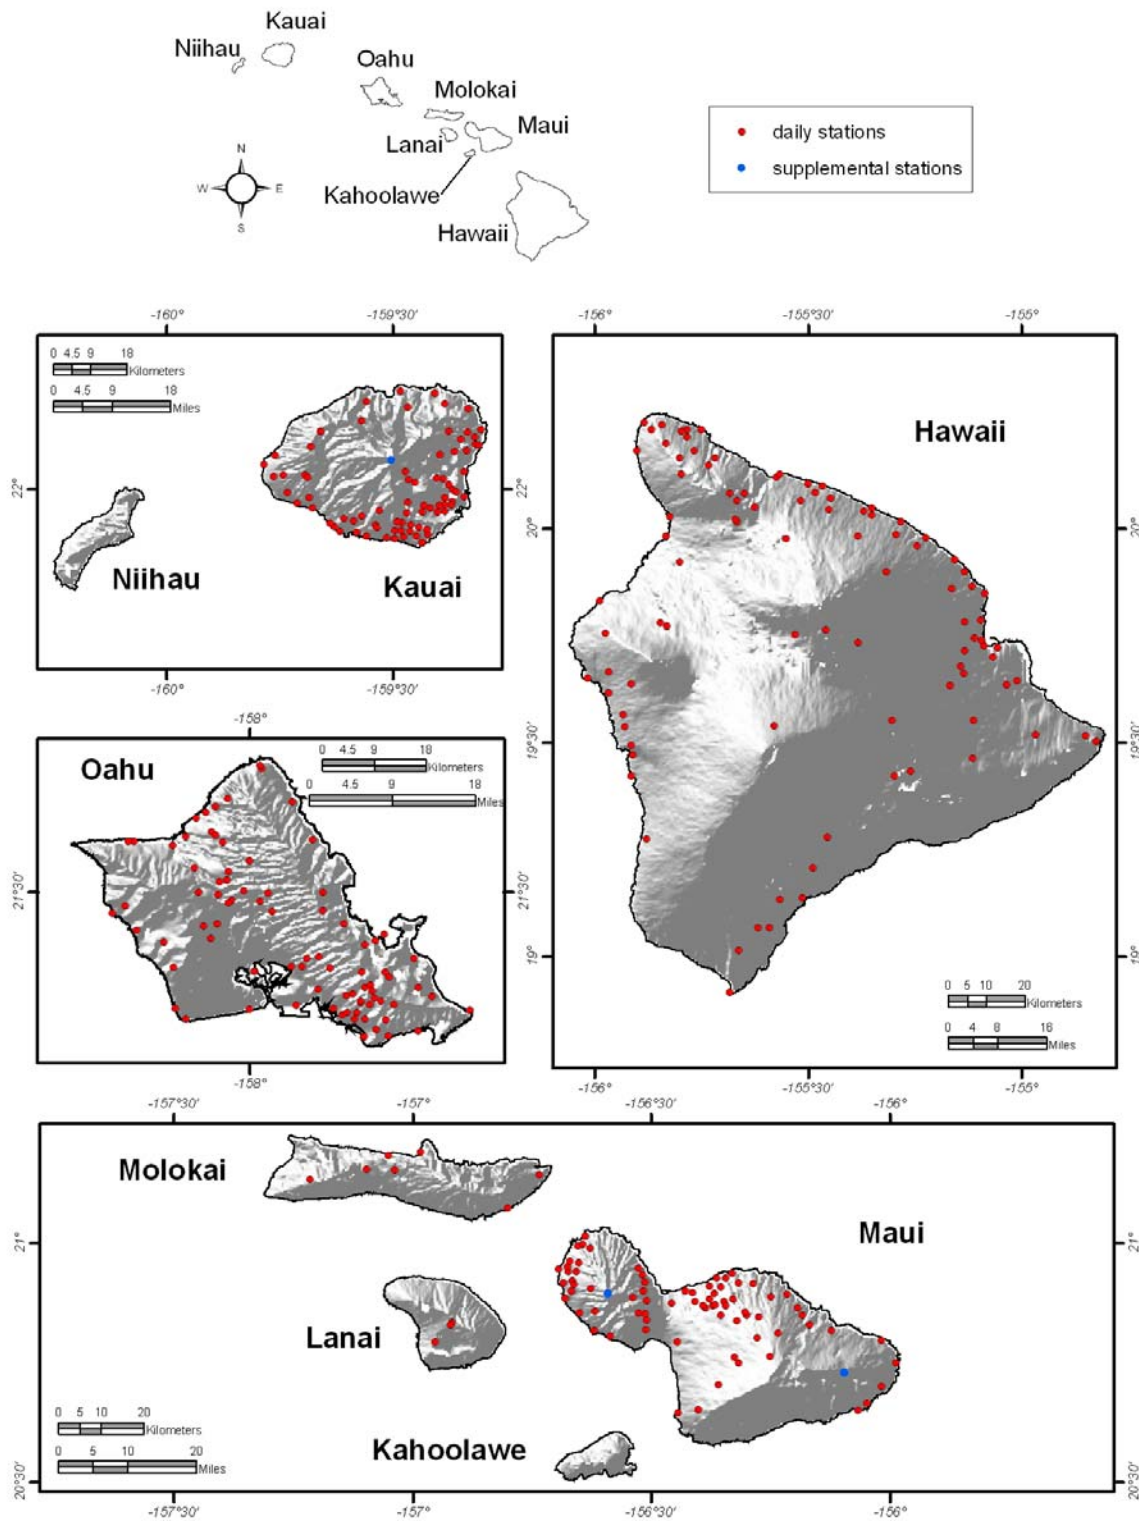 Kauai
Niihau
Oahu
Molokai
Maui
Lanai
Kahoolawe
Hawaii
N
W E
S
daily stations
supplemental stations
-160 -159°30'
0 4.5 9 18
Kilometers
0 4.5 9 18
Miles
22° 22°
Niihau
Kauai
-160 -159°30'
-156 -155°30' -155
Hawaii
20° 20°
19°30' 19°30'
19° 19°
0 5 10 20
Kilometers
0 4 8 16
Miles
-156 -155°30' -155
-158°
Oahu
0 4.5 9 18
Kilometers
0 4.5 9 18
Miles
21°30' 21°30'
-158°
-157°30' -157° -156°30' -156°
Molokai
21° 21°
Maui
Lanai
0 5 10 20
Kilometers
0 5 10 20
Miles
Kahoolawe
20°30' 20°30'
-157°30' -157° -156°30' -156°